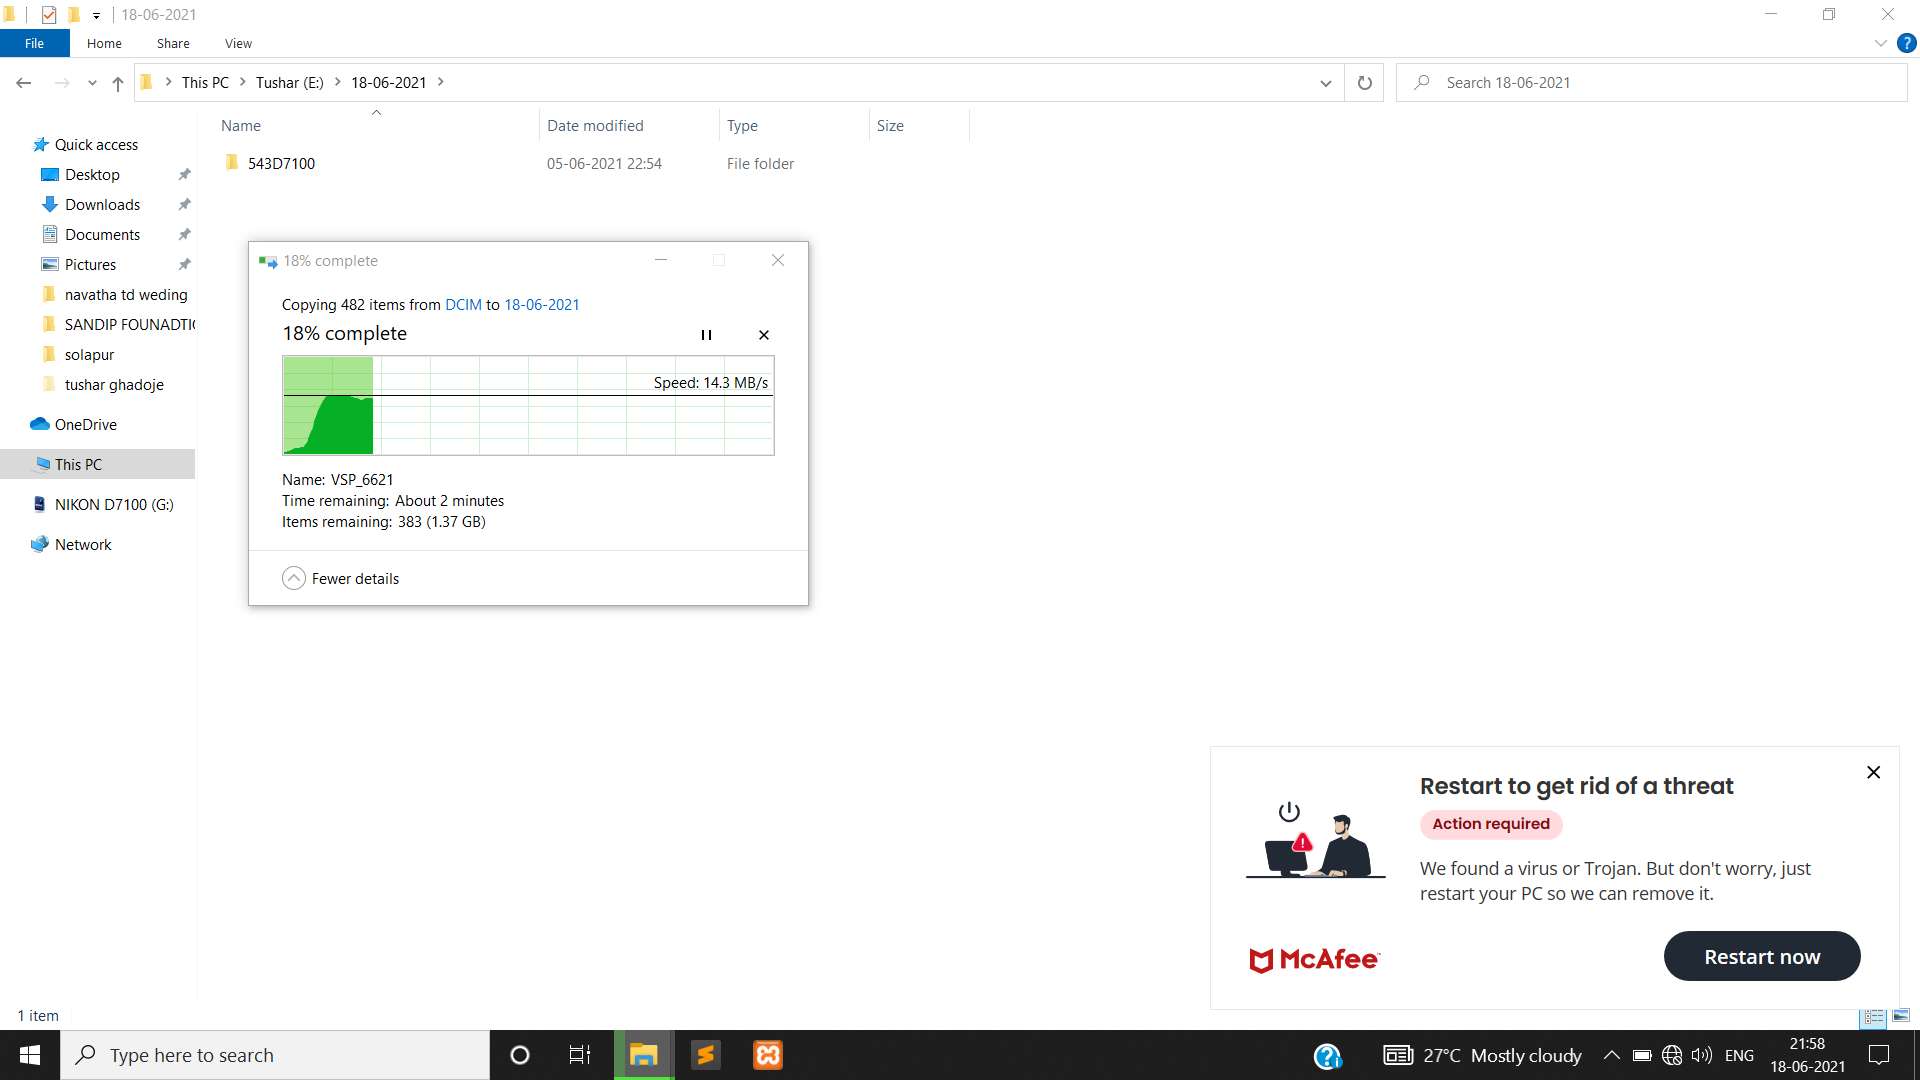 18-06-2021
File Home Share View
This PC Tushar (E:) 18-06-2021
Search 18-06-2021
Name Date modified Type Size
543D7100 05-06-2021 22:54 File folder
Quick access
Desktop
Downloads
Documents
Pictures
navatha td weding
SANDIP FOUNADTI
solapur
tushar ghadoje
OneDrive
This PC
NIKON D7100 (G:)
Network
18% complete
Copying 482 items from DCIM to 18-06-2021
18% complete
Speed: 14.3 MB/s
Name: VSP_6621
Time remaining: About 2 minutes
Items remaining: 383 (1.37 GB)
Fewer details
Restart to get rid of a threat
Action required
We found a virus or Trojan. But don't worry, just
restart your PC so we can remove it.
McAfee
Restart now
1 item
Type here to search
27°C Mostly cloudy
ENG
21:58
18-06-2021